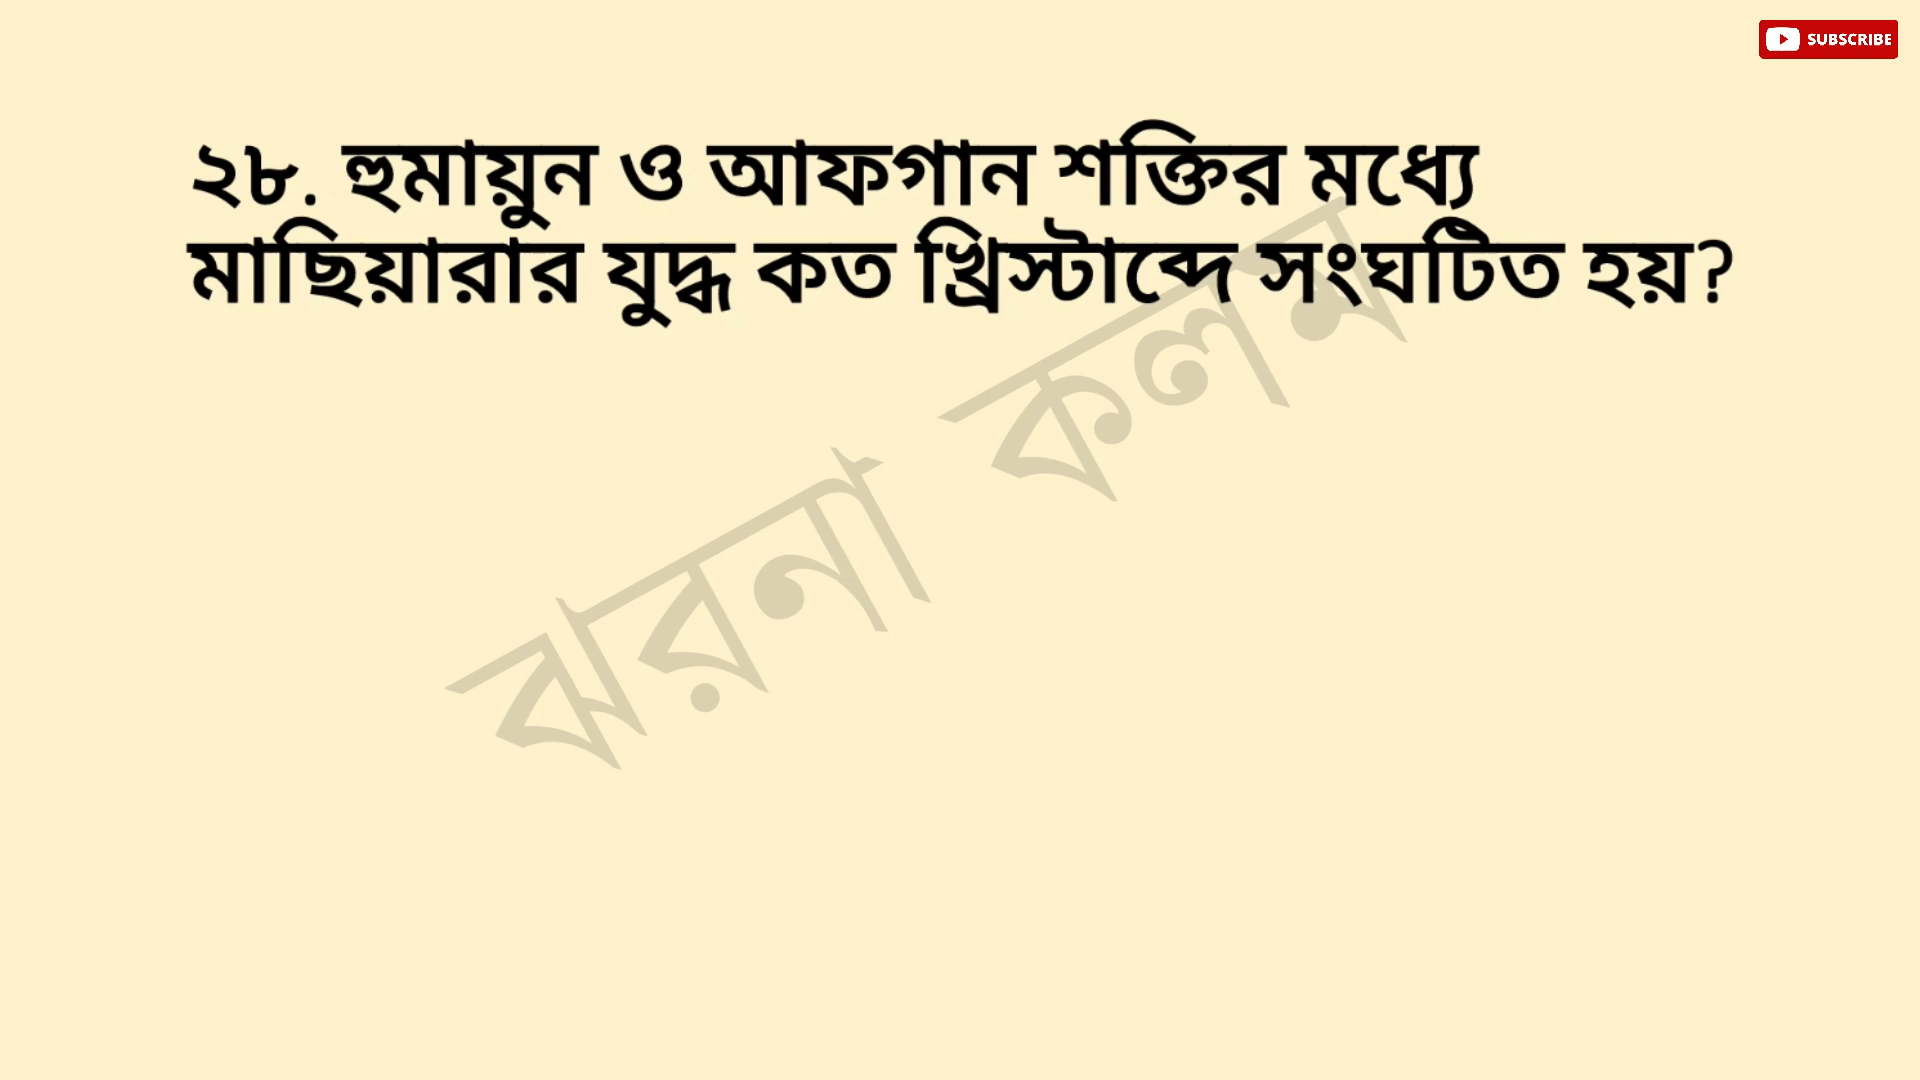 SUBSCRIBE
২৮. হুমায়ুন ও আফগান শক্তির মধ্যে
মাছিয়ারার যুদ্ধ কত খ্রিস্টাব্দে সংঘটিত হয়?
ঝরনা কলম